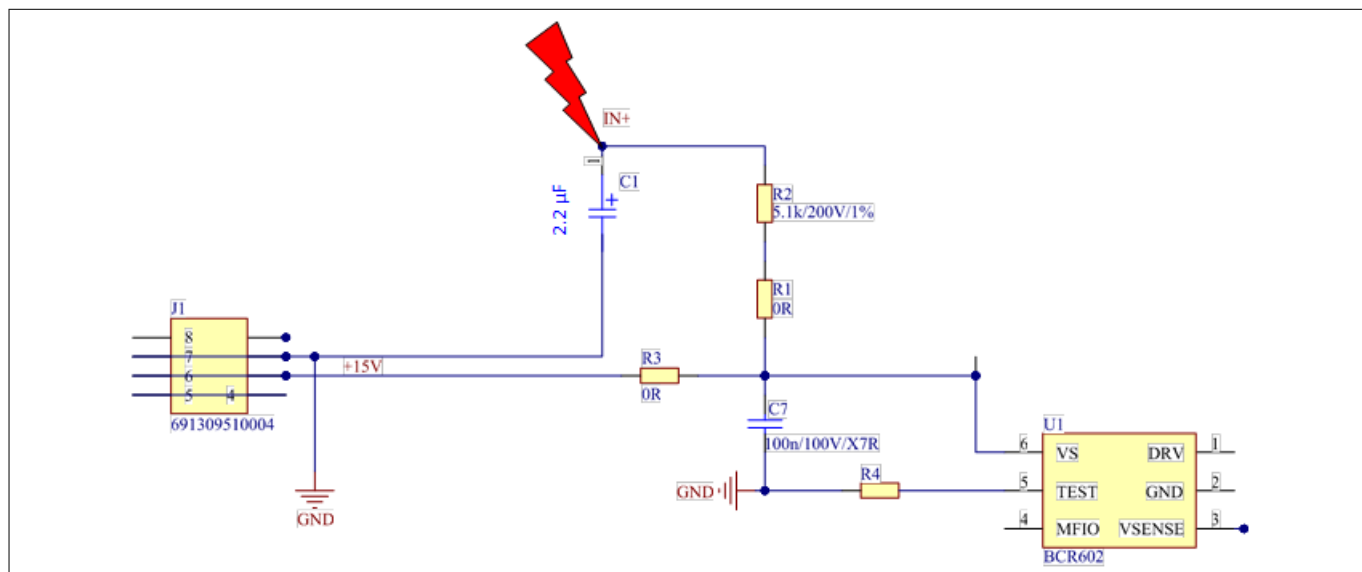 IN+
1
C1
+
2.2 µF
R2
5.1k/200V/1%
R1
0R
J1
8
7
6
5
4
691309510004
+15V
R3
0R
C7
100n/100V/X7R
GND
GND
R4
U1
6
VS
DRV
1
5
TEST
GND
2
4
MFIO
VSENSE
3
BCR602